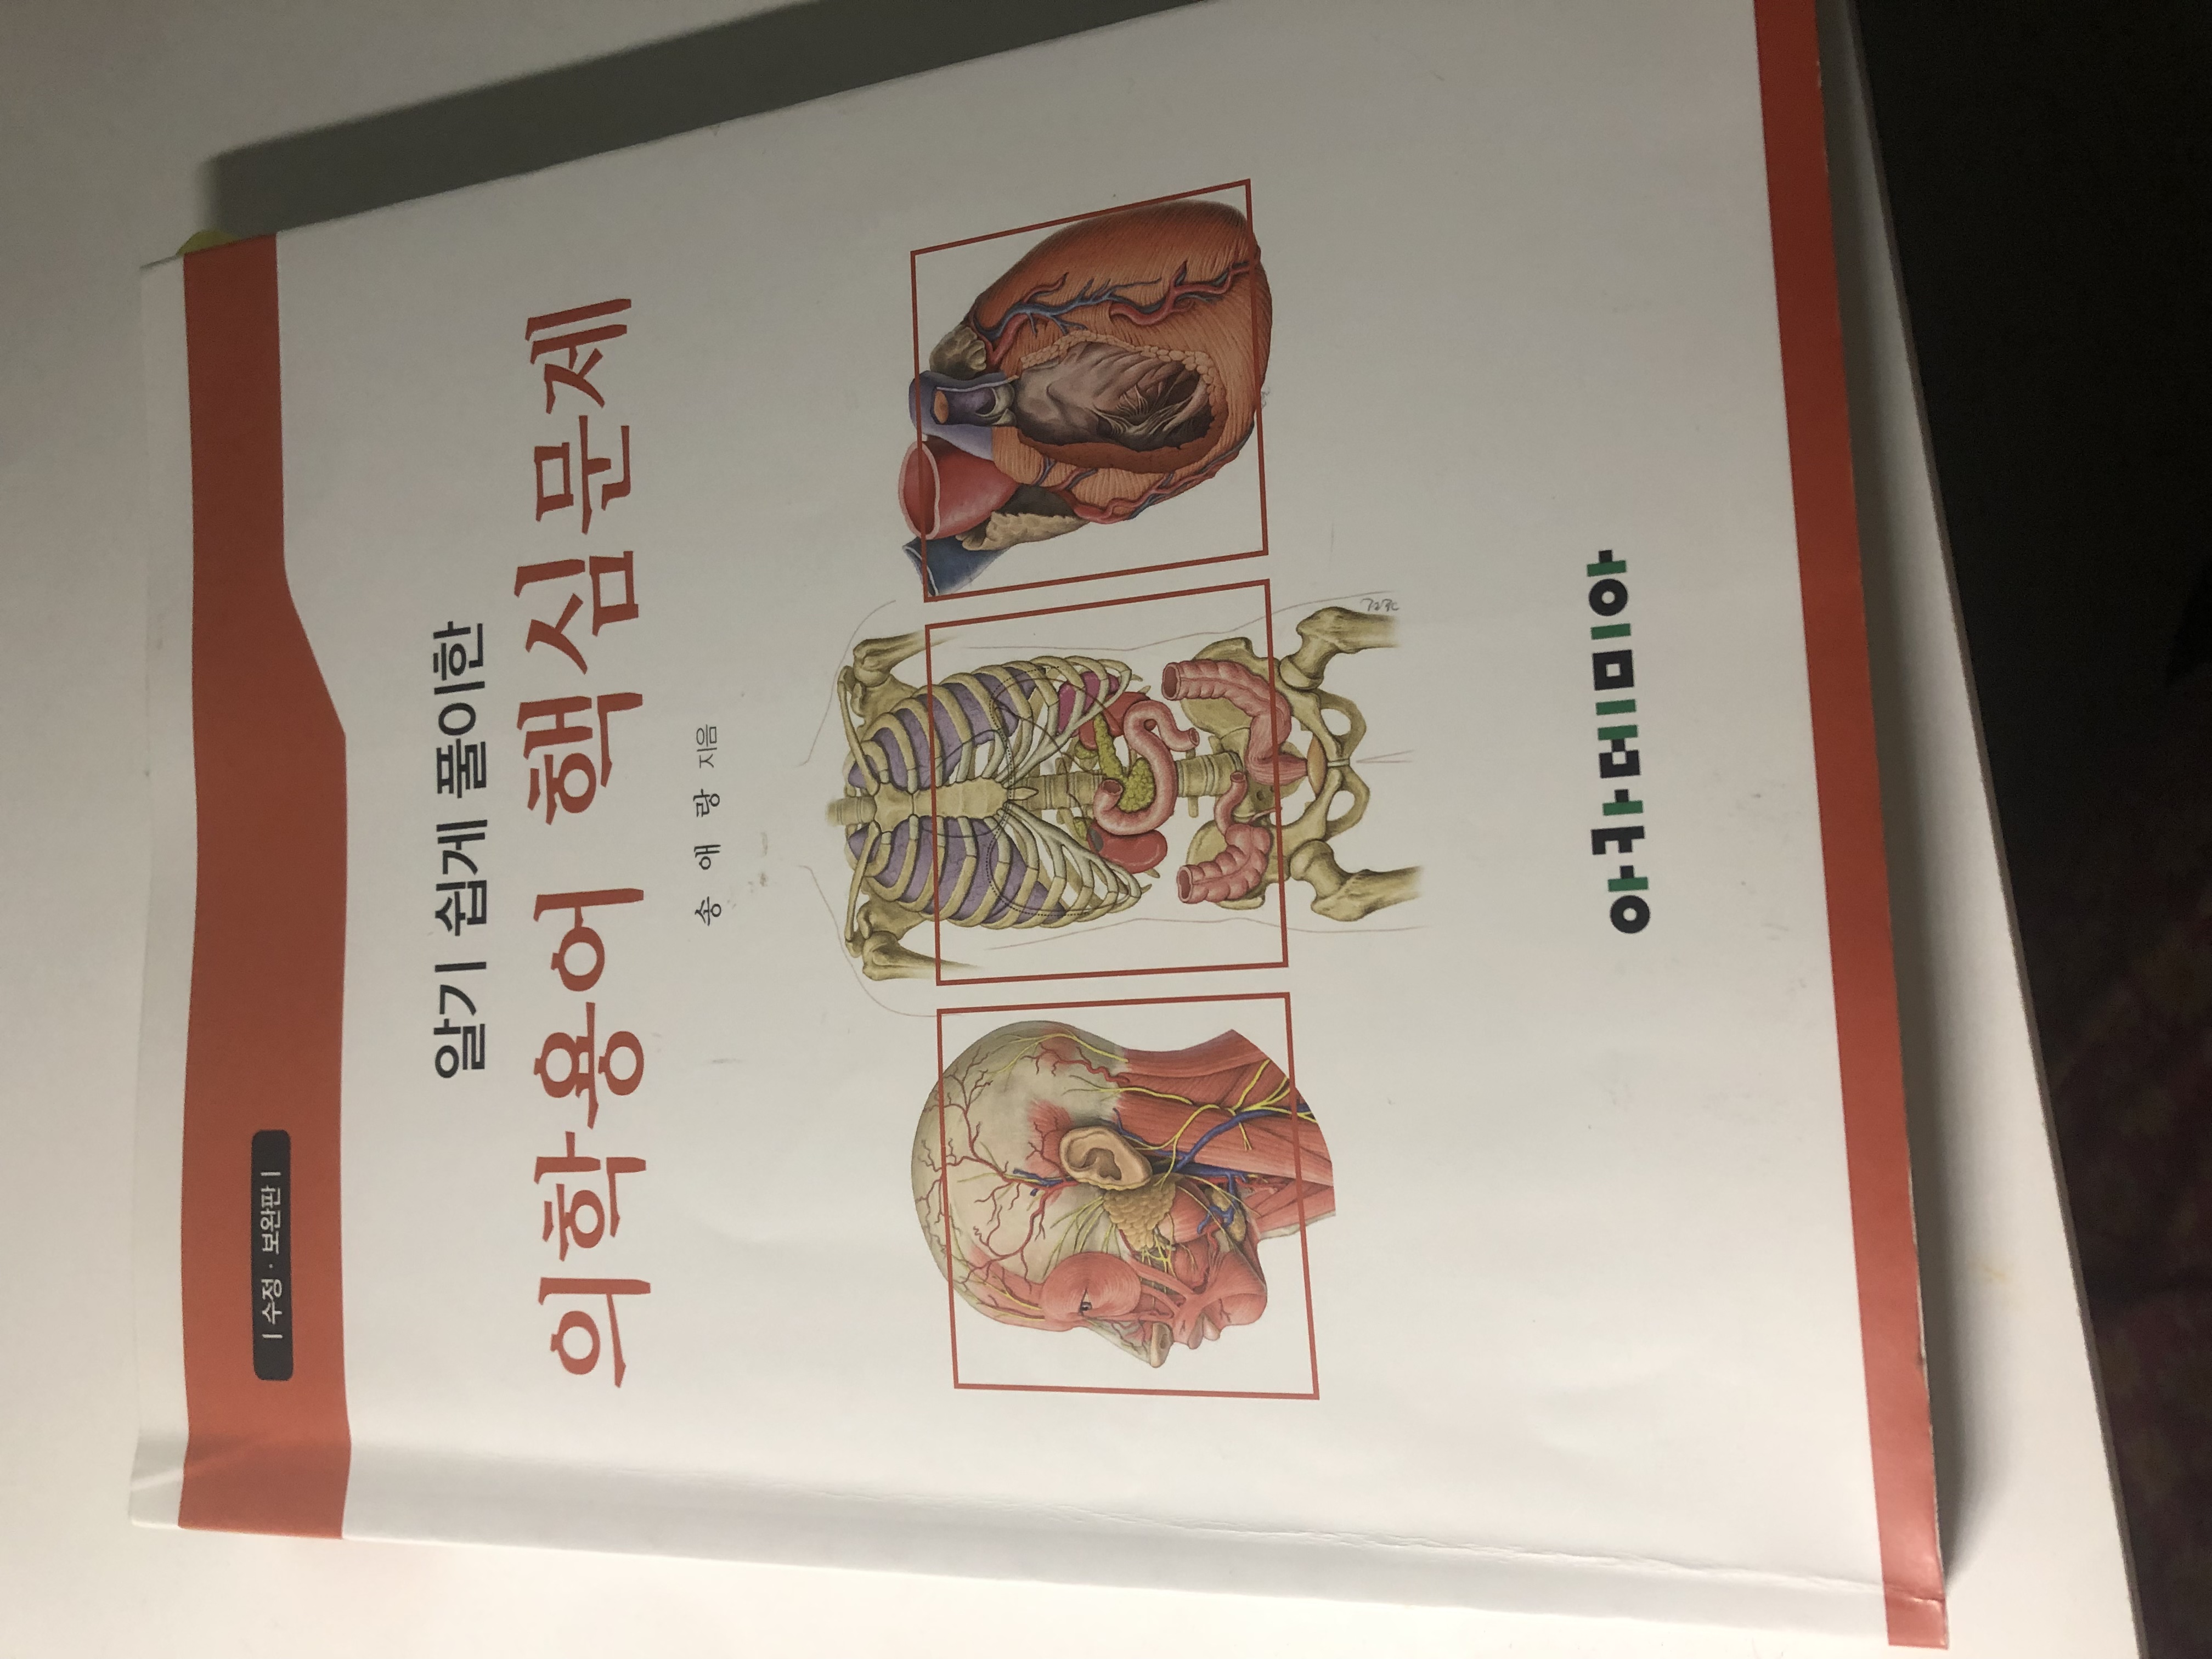 | 수정 · 보완판 |
알기 쉽게 풀이한
의학용어 핵심문제
송 애 랑 지음
아카데미아